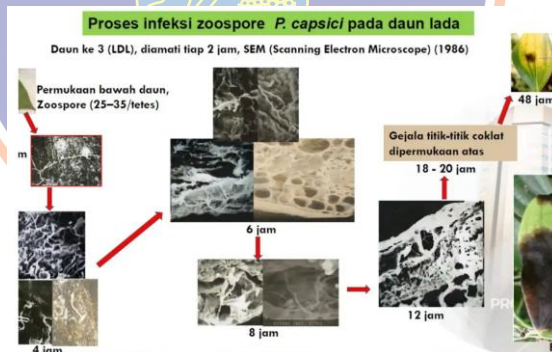 Proses infeksi zoospore P. capsici pada daun lada
Daun ke 3 (LDL), diamati tiap 2 jam, SEM (Scanning Electron Microscope) (1986)
Permukaan bawah daun,
Zoospore (25–35/tetes)
m
4 jam
6 jam
8 jam
12 jam
Gejala titik-titik coklat
dipermukaan atas
18 - 20 jam
48 jam
PR